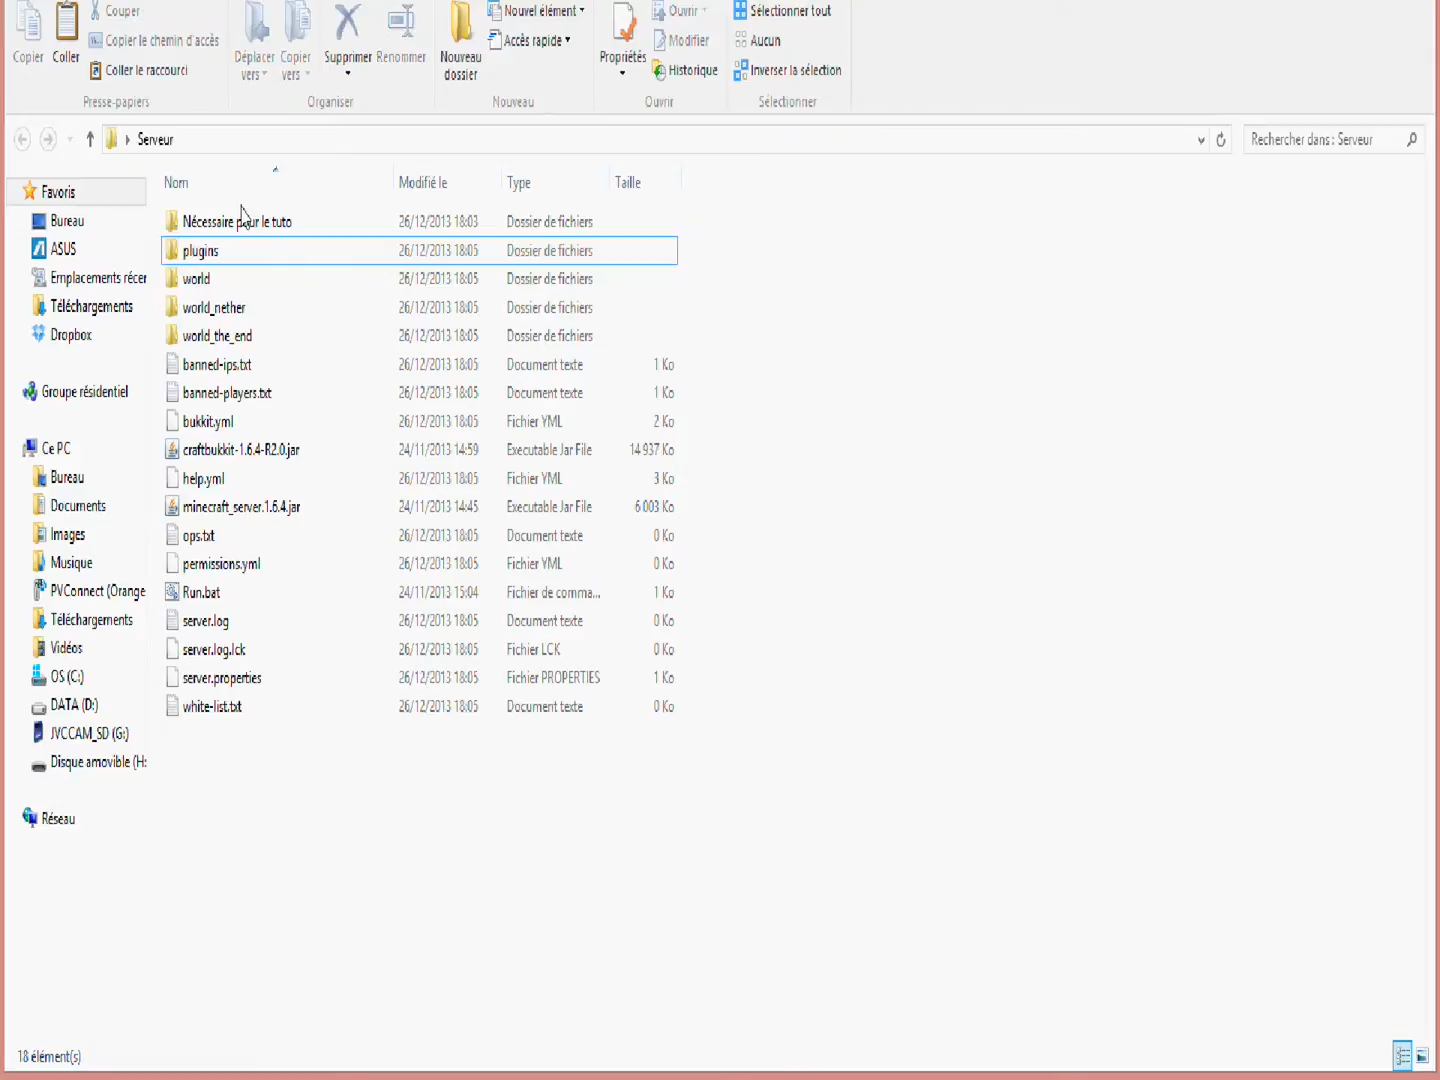 Couper
Copier le chemin d'accès
Coller le raccourci
Copier
Coller
Presse-papiers
Déplacer vers
Copier vers
Supprimer
Renommer
Organiser
Nouveau dossier
Nouvel élément
Accès rapide
Nouveau
Propriétés
Ouvrir
Modifier
Historique
Ouvrir
Sélectionner tout
Aucun
Inverser la sélection
Sélectionner
Serveur
Rechercher dans : Serveur
Favoris
Bureau
ASUS
Emplacements récer
Téléchargements
Dropbox
Groupe résidentiel
Ce PC
Bureau
Documents
Images
Musique
PVConnect (Orange
Téléchargements
Vidéos
OS (C:)
DATA (D:)
JVCCAM_SD (G:)
Disque amovible (H:
Réseau
Nom Modifié le Type Taille
Nécessaire pour le tuto 26/12/2013 18:03 Dossier de fichiers
plugins 26/12/2013 18:05 Dossier de fichiers
world 26/12/2013 18:05 Dossier de fichiers
world_nether 26/12/2013 18:05 Dossier de fichiers
world_the_end 26/12/2013 18:05 Dossier de fichiers
banned-ips.txt 26/12/2013 18:05 Document texte 1 Ko
banned-players.txt 26/12/2013 18:05 Document texte 1 Ko
bukkit.yml 26/12/2013 18:05 Fichier YML 2 Ko
craftbukkit-1.6.4-R2.0.jar 24/11/2013 14:59 Executable Jar File 14 937 Ko
help.yml 26/12/2013 18:05 Fichier YML 3 Ko
minecraft_server.1.6.4.jar 24/11/2013 14:45 Executable Jar File 6 003 Ko
ops.txt 26/12/2013 18:05 Document texte 0 Ko
permissions.yml 26/12/2013 18:05 Fichier YML 0 Ko
Run.bat 24/11/2013 15:04 Fichier de comma... 1 Ko
server.log 26/12/2013 18:05 Document texte 0 Ko
server.log.lck 26/12/2013 18:05 Fichier LCK 0 Ko
server.properties 26/12/2013 18:05 Fichier PROPERTIES 1 Ko
white-list.txt 26/12/2013 18:05 Document texte 0 Ko
18 élément(s)